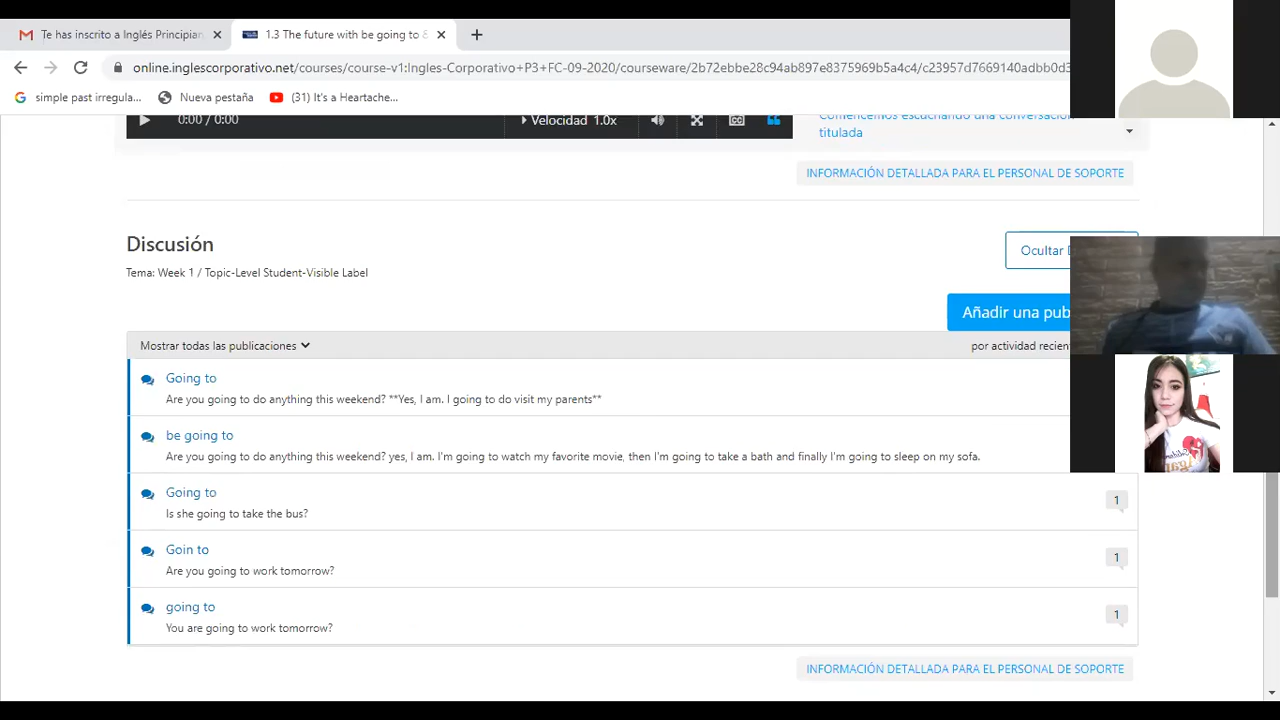 Te has inscrito a Inglés Principian
1.3 The future with be going to &
online.inglescorporativo.net/courses/course-v1:Ingles-Corporativo+P3+FC-09-2020/courseware/2b72ebbe28c94ab897e8375969b5a4c4/c23957d7669140adbb0d3
simple past irregula...
Nueva pestaña
(31) It's a Heartache...
0:00 / 0:00
Velocidad 1.0x
Comencemos escuchando una conversación
titulada
INFORMACIÓN DETALLADA PARA EL PERSONAL DE SOPORTE
Discusión
Ocultar
Tema: Week 1 / Topic-Level Student-Visible Label
Añadir una pub
Mostrar todas las publicaciones
por actividad recien
Going to
Are you going to do anything this weekend? **Yes, I am. I going to do visit my parents**
be going to
Are you going to do anything this weekend? yes, I am. I'm going to watch my favorite movie, then I'm going to take a bath and finally I'm going to sleep on my sofa.
Going to
1
Is she going to take the bus?
Goin to
1
Are you going to work tomorrow?
going to
1
You are going to work tomorrow?
INFORMACIÓN DETALLADA PARA EL PERSONAL DE SOPORTE